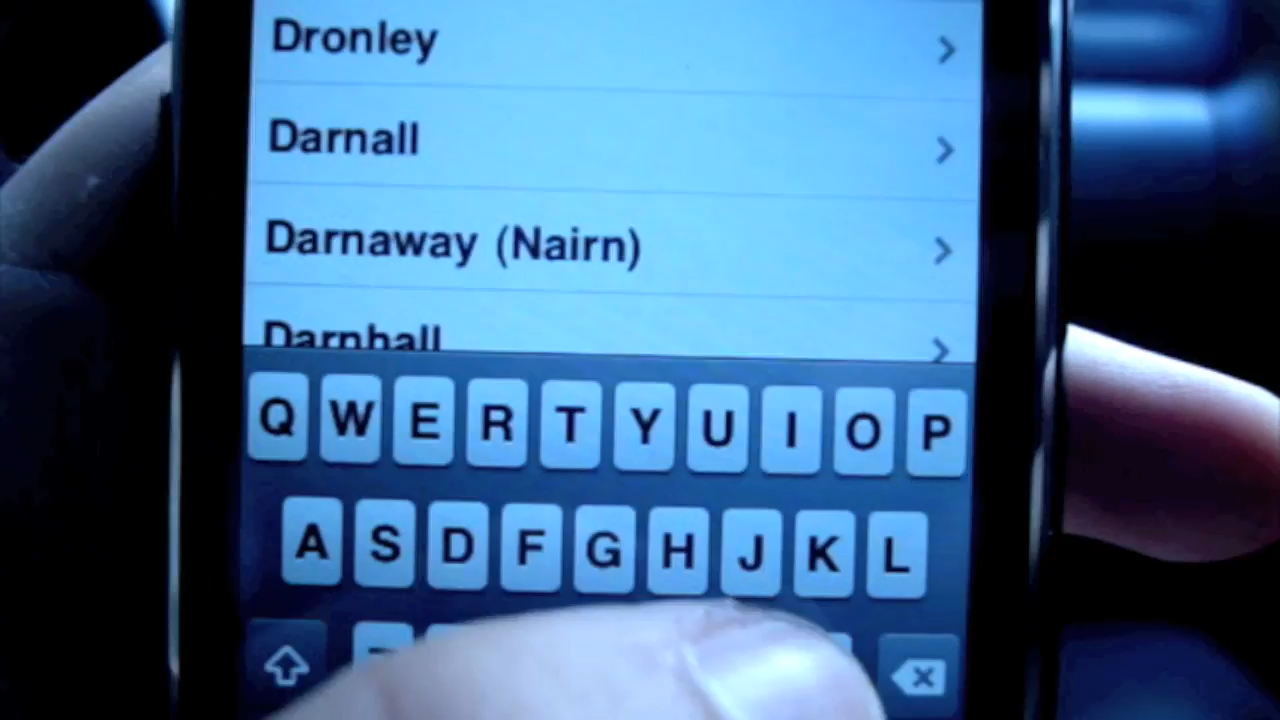 Dronley
Darnall
Darnaway (Nairn)
Darnhall
Q W E R T Y U I O P
A S D F G H J K L